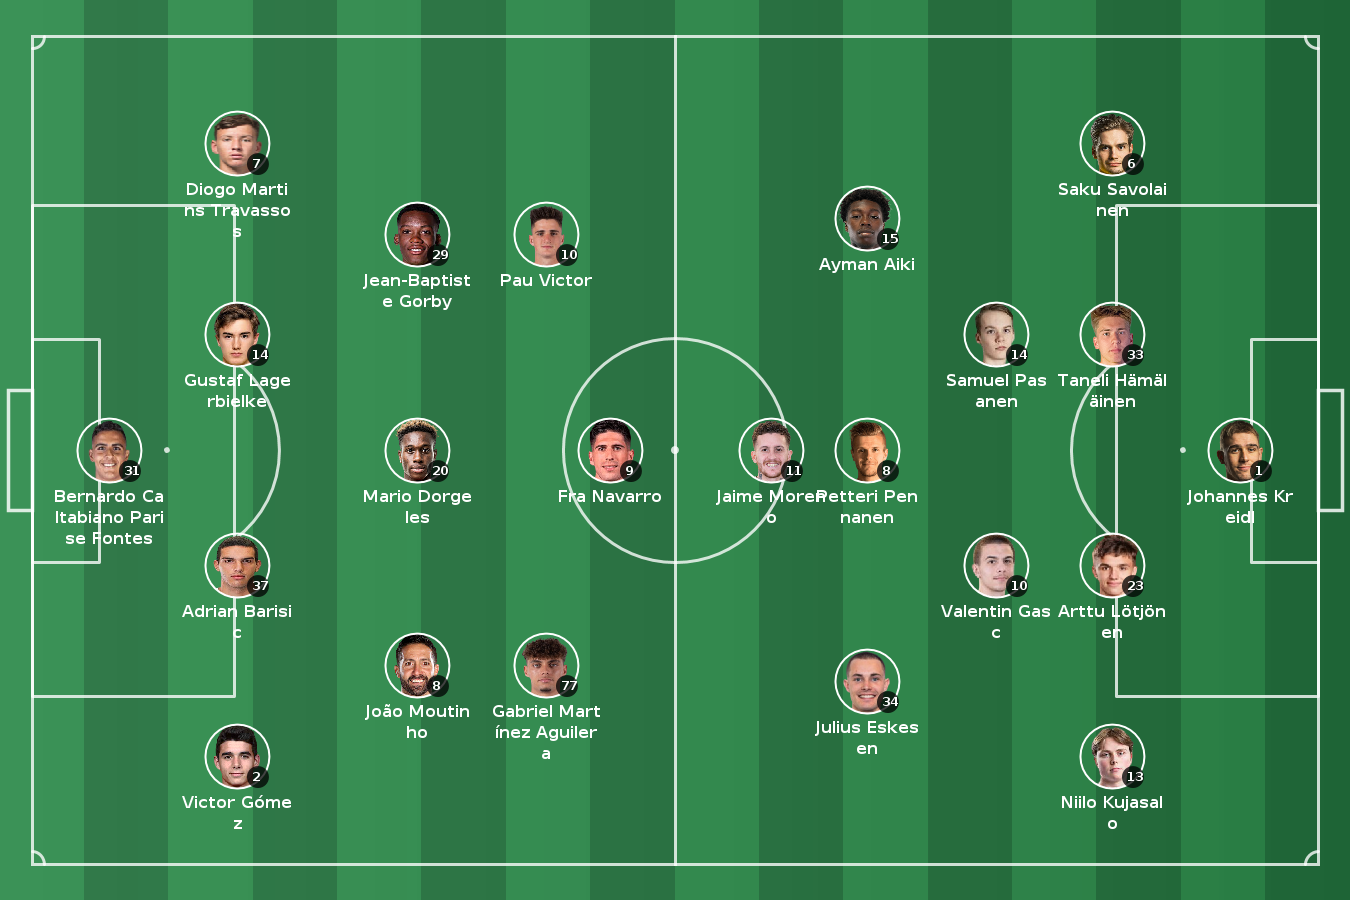 7
Diogo Marti
ns Travasso
s
29
Jean-Baptist
e Gorby
10
Pau Victor
14
Gustaf Lage
rbielke
31
Bernardo Ca
ltabiano Pari
se Fontes
20
Mario Dorge
les
9
Fra Navarro
37
Adrian Barisi
c
8
João Moutin
ho
77
Gabriel Mart
ínez Aguiler
a
2
Victor Góme
z
6
Saku Savolai
nen
15
Ayman Aiki
14
Samuel Pas
anen
33
Taneli Hämäl
äinen
11
Jaime Moren
o
8
Petteri Pen
nanen
1
Johannes Kr
eidl
10
Valentin Gas
c
23
Arttu Lötjön
en
34
Julius Eskes
en
13
Niilo Kujasal
o